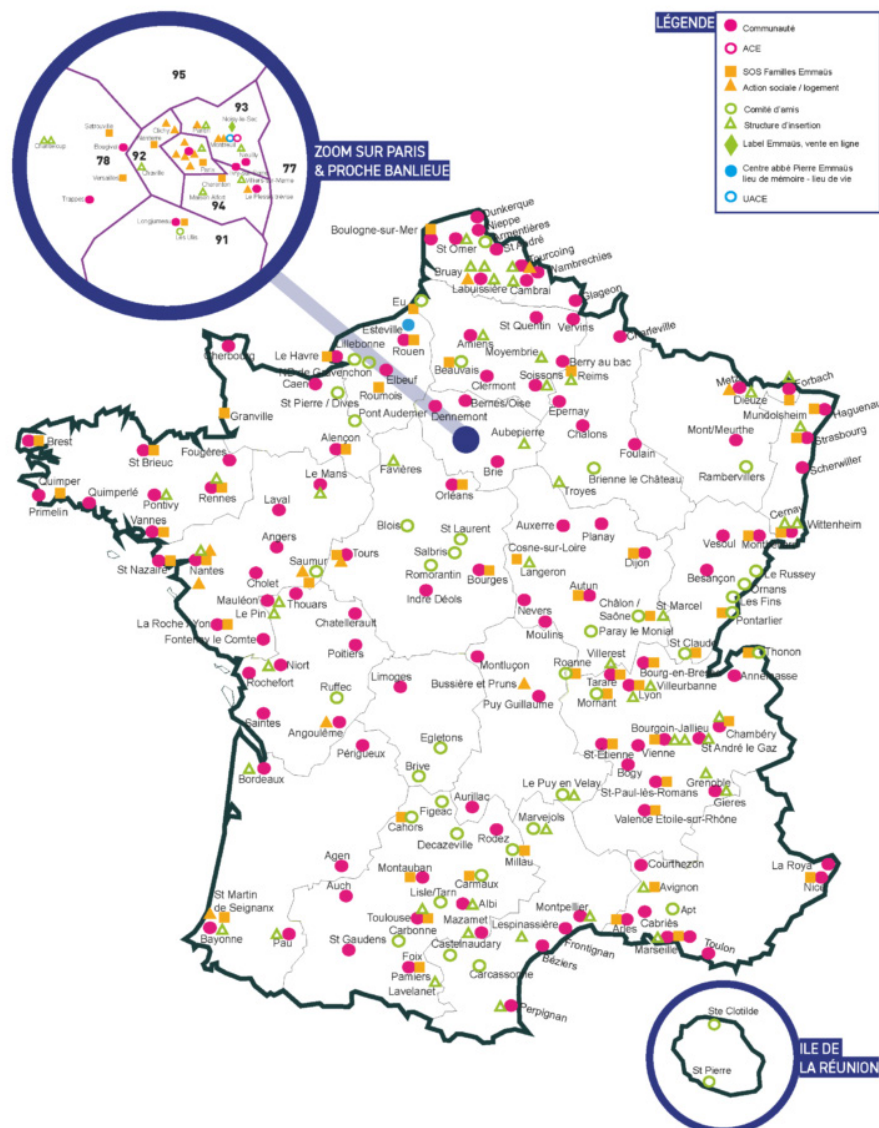 LÉGENDE
Communauté
ACE
SOS Familles Emmaüs
Action sociale / logement
Comité d'amis
Structure d'insertion
Label Emmaüs, vente en ligne
Centre abbé Pierre Emmaüs
lieu de mémoire - lieu de vie
UACE
ZOOM SUR PARIS
& PROCHE BANLIEUE
95
93
Noisy-le-Sec
Sartrouville
Clichy
Pantin
Nanterre
Montreuil
Chanteloup
Bougival
78
92
Neuilly
77
Paris
Chaville
Versailles
Charenton
Trappes
Maison Alfort
Le Plessis-trévise
94
Longjumeau
Les Ulis
91
Dunkerque
Nieppe
Armentières
Boulogne-sur-Mer
St Omer
St André
Tourcoing
Wambrechies
Bruay
Labuissière
Cambrai
Glageon
Eu
St Quentin
Vervins
Charleville
Esteville
Lillebonne
Rouen
Amiens
Moyembrie
Berry au bac
Cherbourg
Le Havre
ND de Gravenchon
Elbeuf
Beauvais
Soissons
Reims
Metz
Forbach
Caen
Clermont
Dieuze
Roumois
Bernes/Oise
Mundolsheim
Haguenau
St Pierre / Dives
Dennemont
Epernay
Granville
Pont Audemer
Chalons
Mont/Meurthe
Strasbourg
Aubepierre
Foulain
Brest
Alençon
St Brieuc
Fougères
Favières
Brie
Brienne le Château
Rambervillers
Scherwiller
Quimper
Quimperlé
Le Mans
Troyes
Primelin
Pontivy
Rennes
Orléans
Cernay
Vannes
Laval
Blois
St Laurent
Auxerre
Planay
Wittenheim
Vesoul
Montbéliard
Angers
Salbris
Cosne-sur-Loire
St Nazaire
Nantes
Saumur
Tours
Dijon
Romorantin
Langeron
Le Russey
Cholet
Bourges
Autun
Besançon
Ornans
Mauléon
Thouars
Indre Déols
Châlon /
Saône
St Marcel
Les Fins
Le Pin
Nevers
Pontarlier
La Roche / Yon
Chatellerault
Moulins
Paray le Monial
Fontenay le Comte
St Claude
Poitiers
Thonon
Montluçon
Roanne
Villerest
Niort
Bourg-en-Bresse
Annemasse
Rochefort
Limoges
Bussière et Pruns
Tarare
Villeurbanne
Ruffec
Lyon
Puy Guillaume
Mornant
Saintes
Bourgoin-Jallieu
Chambéry
Angoulême
Egletons
St-Etienne
Vienne
St André le Gaz
Périgueux
Bogy
Brive
Le Puy en Velay
Grenoble
Bordeaux
St-Paul-lès-Romans
Gieres
Aurillac
Figeac
Marvejols
Valence Etoile-sur-Rhône
Cahors
Decazeville
Rodez
Agen
Millau
Courthezon
La Roya
Montauban
Carmaux
Nice
Auch
Lisle/Tarn
Avignon
St Martin
de Seignanx
Albi
Montpellier
Apt
Toulouse
Mazamet
Lespinassière
Arles
Cabriès
Bayonne
Pau
Carbonne
Castelnaudary
Frontignan
Marseille
Toulon
St Gaudens
Béziers
Foix
Pamiers
Carcassonne
Lavelanet
Perpignan
Ste Clotilde
St Pierre
ILE DE
LA RÉUNION